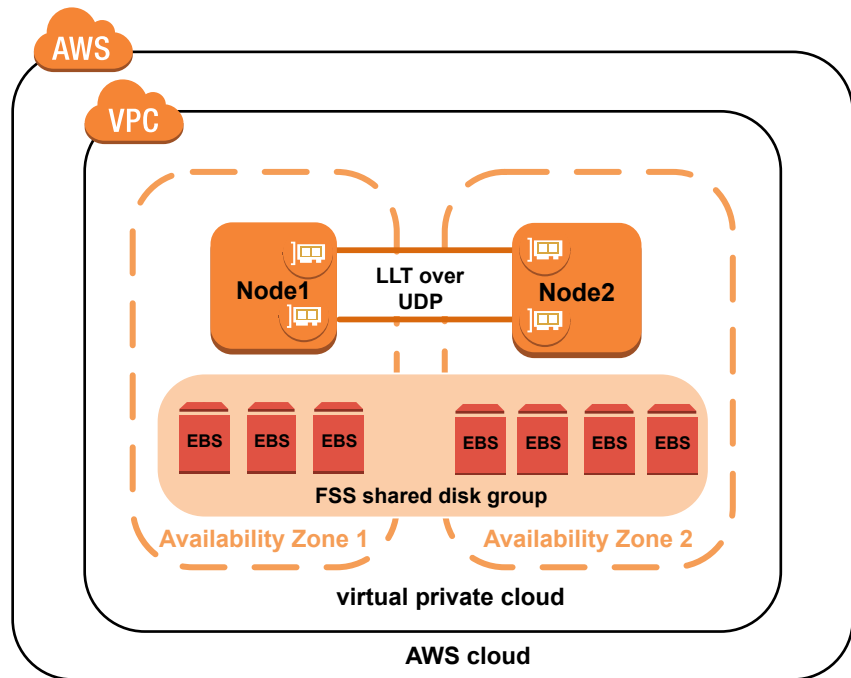 AWS
VPC
Node1
LLT over
UDP
Node2
EBS
EBS
EBS
EBS
EBS
EBS
EBS
FSS shared disk group
Availability Zone 1
Availability Zone 2
virtual private cloud
AWS cloud